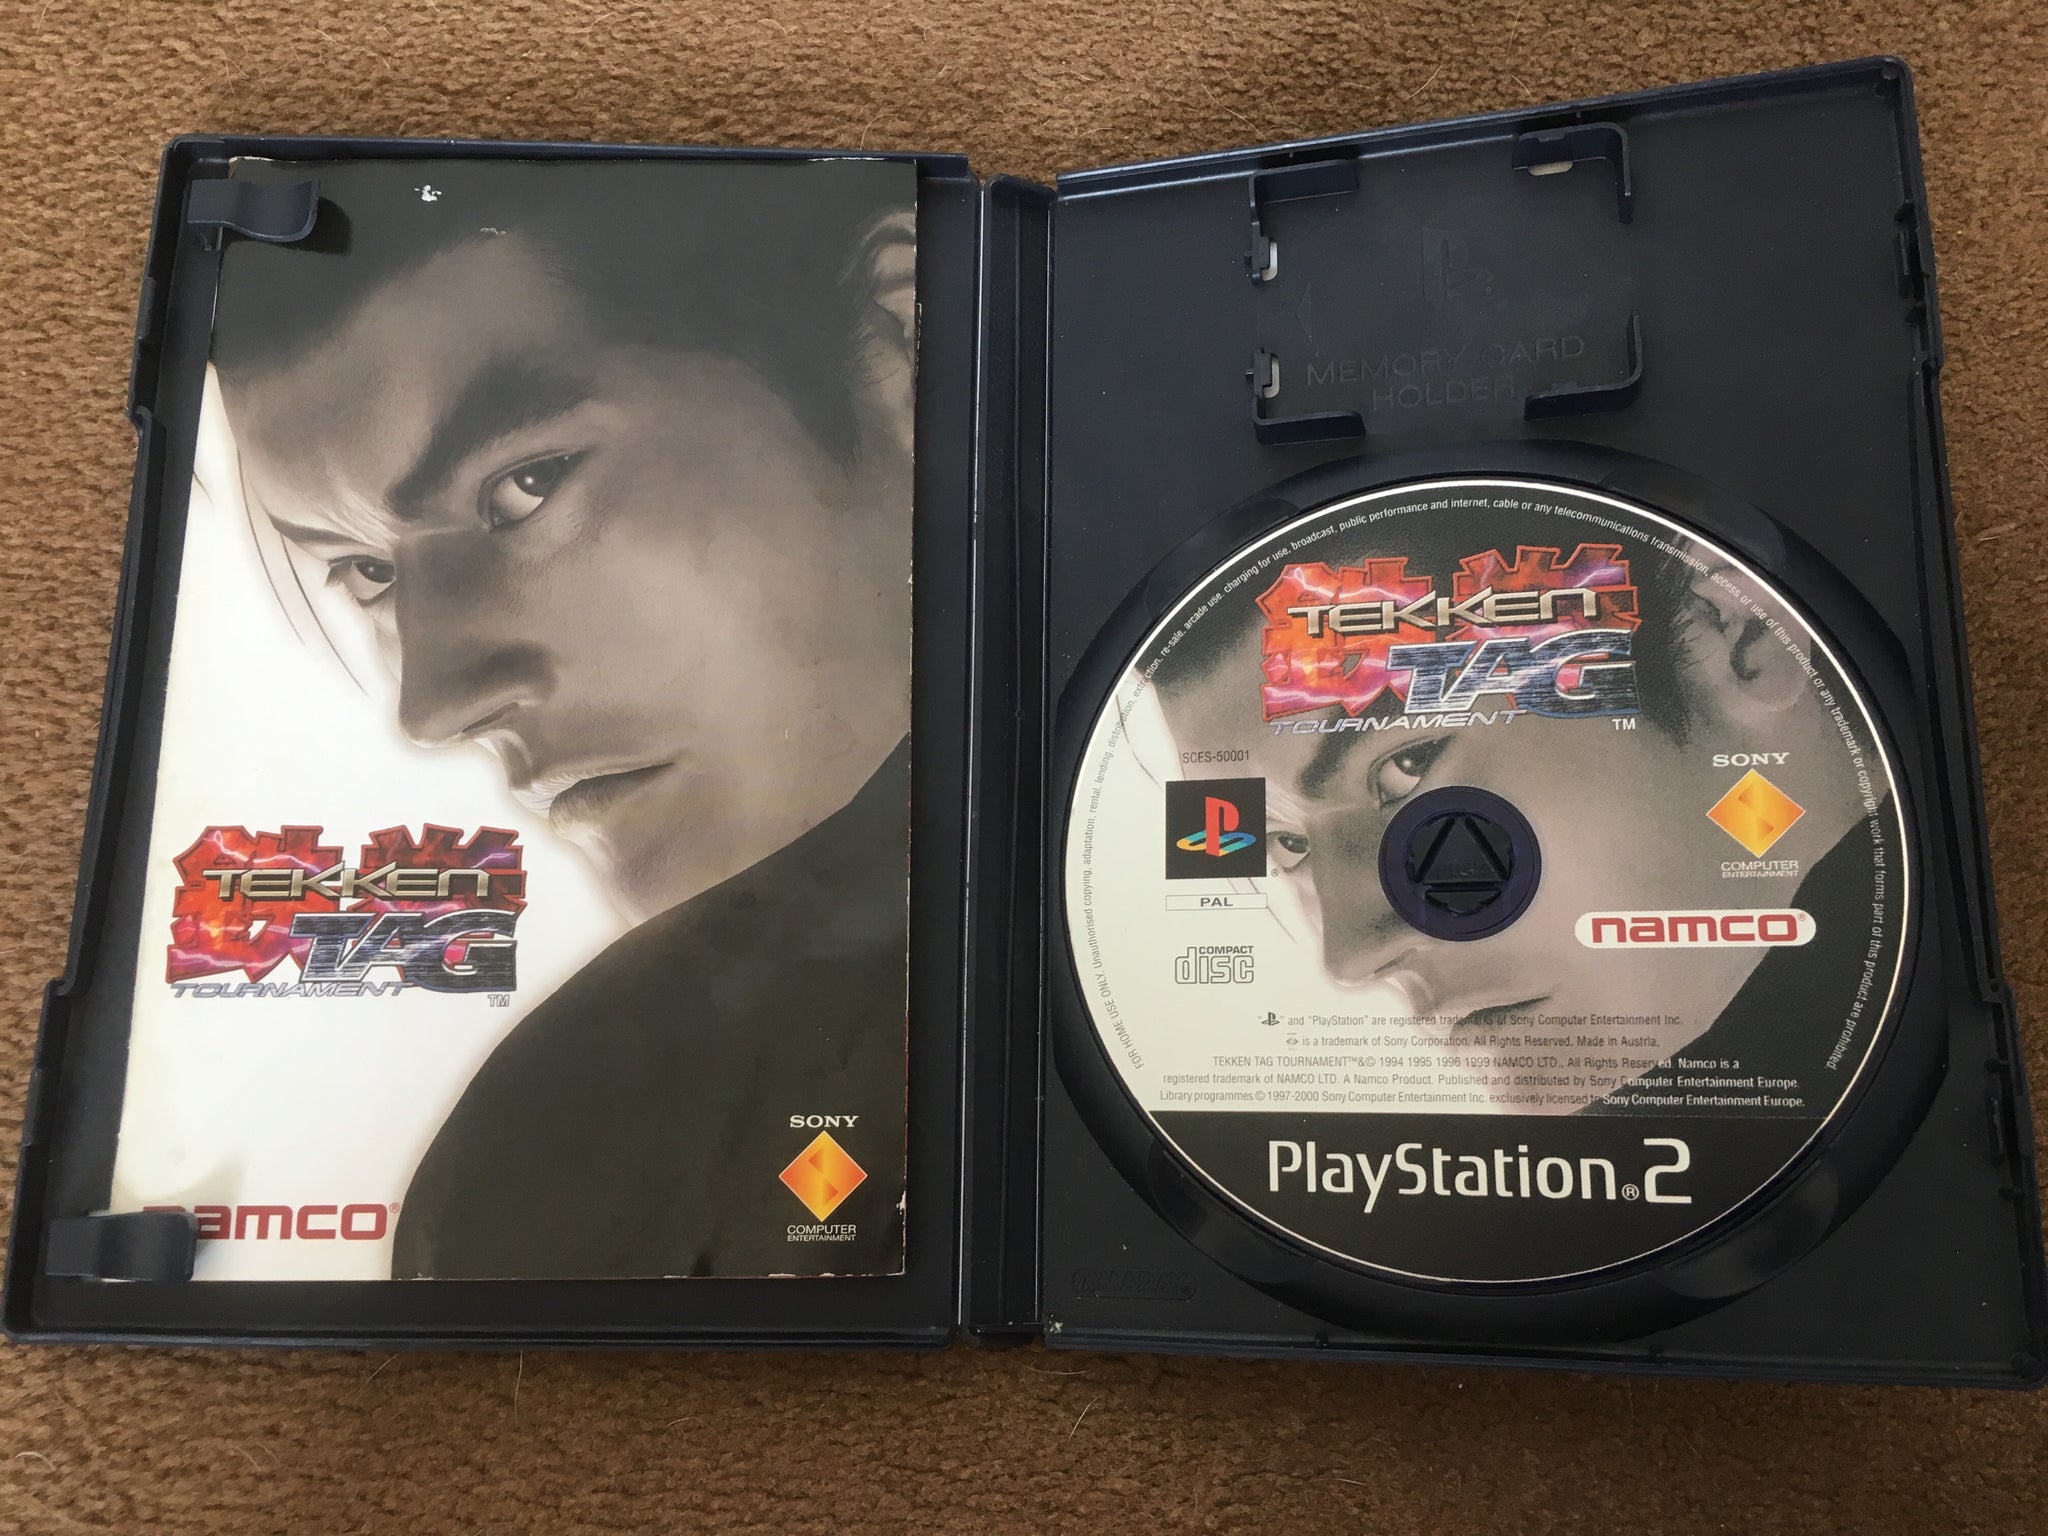 TEKKEN
TAG
TOURNAMENT
TM
SONY
COMPUTER
ENTERTAINMENT
namco®
MEMORY CARD
HOLDER
FOR HOME USE ONLY. Unauthorised copying, adaptation, rental, lending, distribution, extraction, re-sale, arcade use, charging for use, broadcast, public performance and internet, cable or any telecommunications transmission, access or use of this product or any trademark or copyright work that forms part of this product are prohibited
鉄拳
TEKKEN
TAG
TOURNAMENT
TM
SCES-50001
SONY
COMPUTER
ENTERTAINMENT
®
PAL
namco®
COMPACT
disc
"PS" and "PlayStation" are registered trademarks of Sony Computer Entertainment Inc.
is a trademark of Sony Corporation. All Rights Reserved. Made in Austria.
TEKKEN TAG TOURNAMENT™&© 1994 1995 1996 1999 NAMCO LTD., All Rights Reserved. Namco is a
registered trademark of NAMCO LTD. A Namco Product. Published and distributed by Sony Computer Entertainment Europe.
Library programmes © 1997-2000 Sony Computer Entertainment Inc. exclusively licensed to Sony Computer Entertainment Europe.
PlayStation®2
AMARAY®